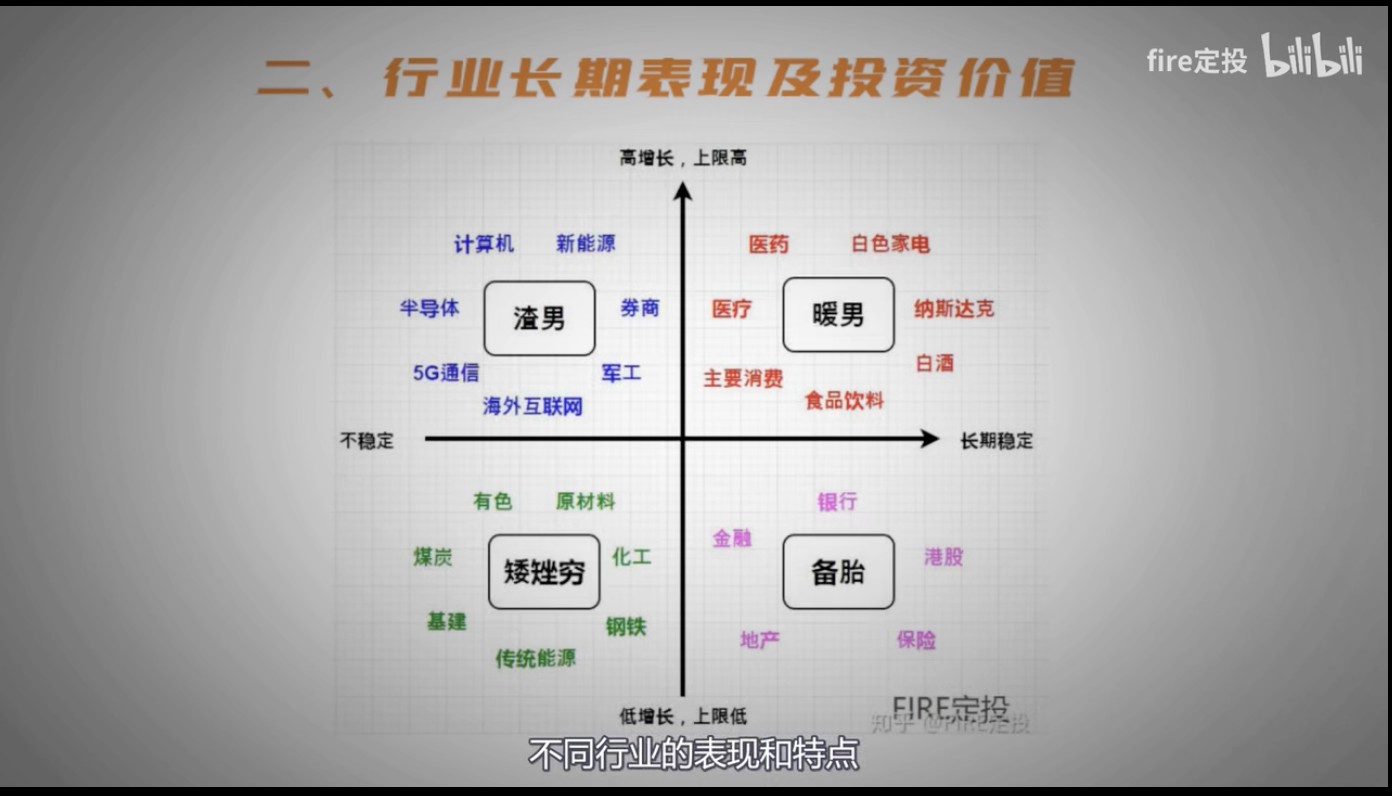 fire定投 bilibili
二、行业长期表现及投资价值
高增长，上限高
计算机 新能源
半导体 渣男 券商
5G通信 军工
海外互联网
医药 白色家电
医疗 暖男 纳斯达克
白酒
主要消费
食品饮料
不稳定 长期稳定
有色 原材料
煤炭 矮矬穷 化工
基建 钢铁
传统能源
银行
金融
备胎 港股
地产 保险
低增长，上限低
FIRE定投
知乎 @FIRE定投
不同行业的表现和特点